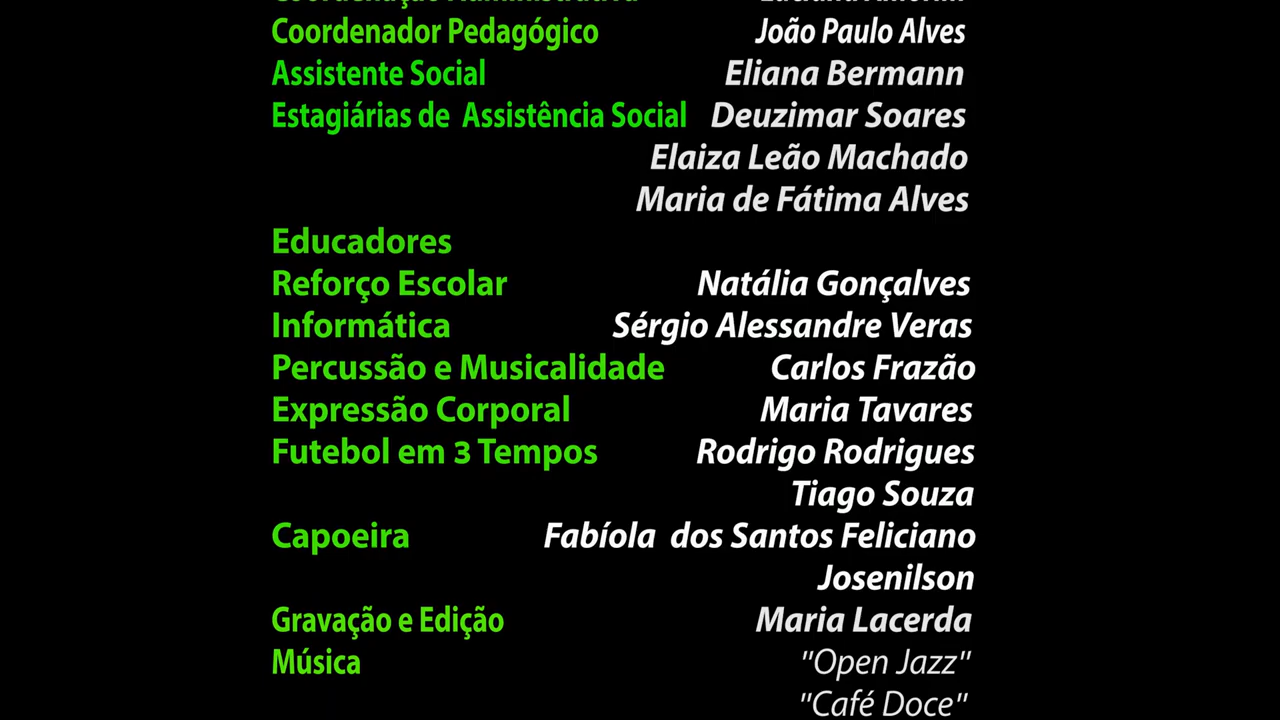 Coordenador Pedagógico João Paulo Alves
Assistente Social Eliana Bermann
Estagiárias de Assistência Social Deuzimar Soares
Elaiza Leão Machado
Maria de Fátima Alves
Educadores
Reforço Escolar Natália Gonçalves
Informática Sérgio Alessandre Veras
Percussão e Musicalidade Carlos Frazão
Expressão Corporal Maria Tavares
Futebol em 3 Tempos Rodrigo Rodrigues
Tiago Souza
Capoeira Fabíola dos Santos Feliciano
Josenilson
Gravação e Edição Maria Lacerda
Música "Open Jazz"
"Café Doce"